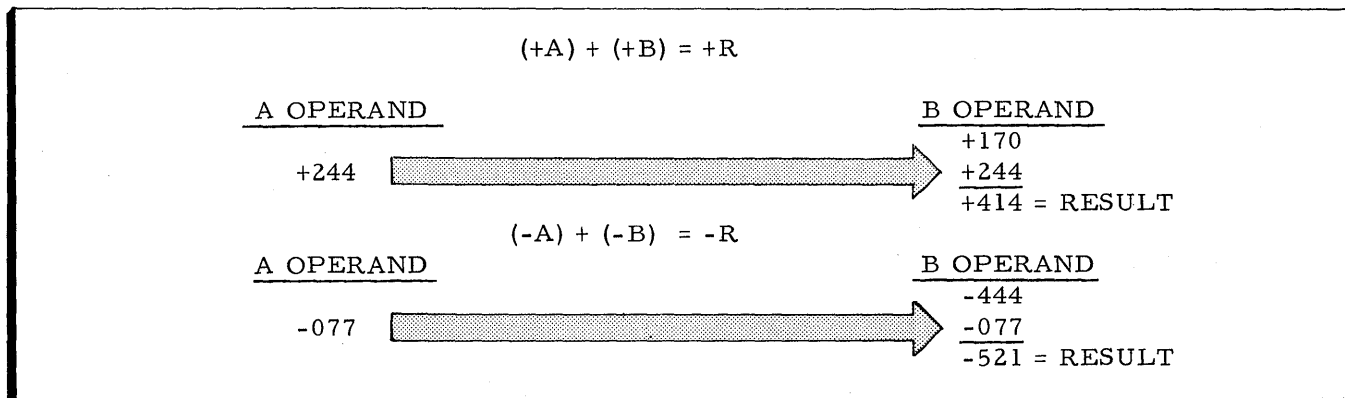 (+A) + (+B) = +R
A OPERAND
B OPERAND
+170
+244
+244
+414 = RESULT
(-A) + (-B) = -R
A OPERAND
B OPERAND
-444
-077
-077
-521 = RESULT